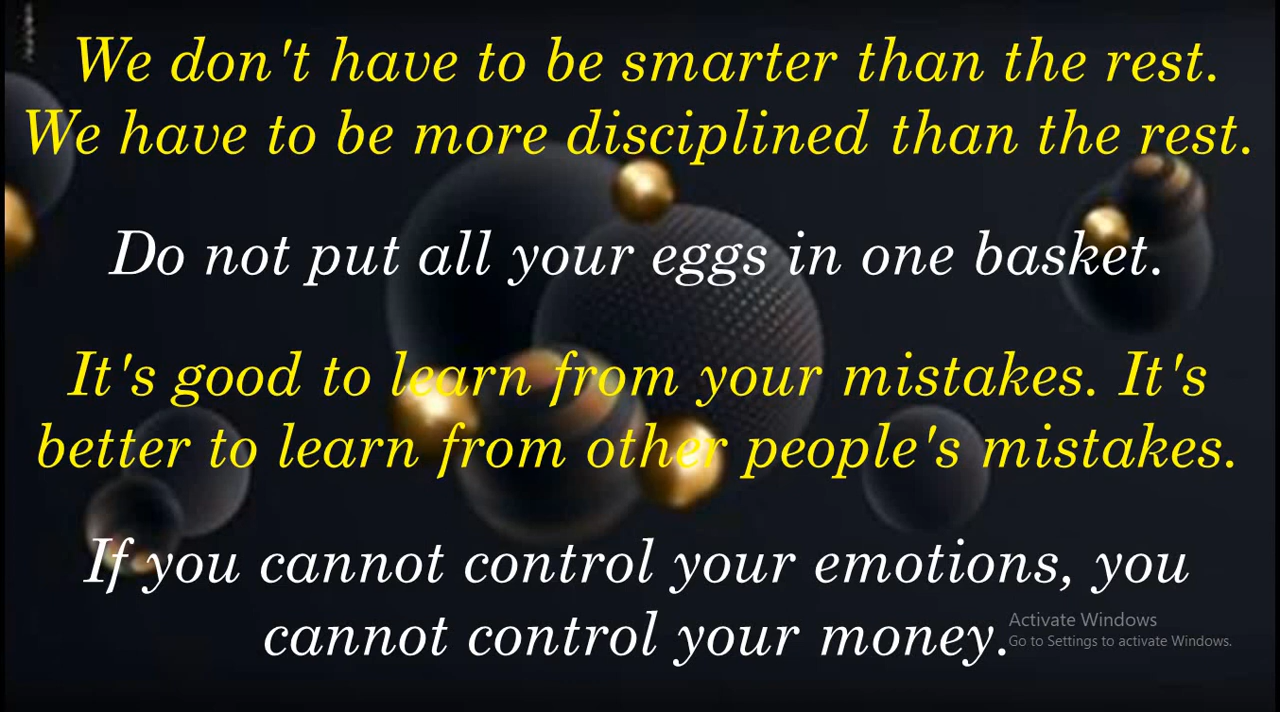 We don't have to be smarter than the rest.
We have to be more disciplined than the rest.
Do not put all your eggs in one basket.
It's good to learn from your mistakes. It's
better to learn from other people's mistakes.
If you cannot control your emotions, you
cannot control your money.
Activate Windows
Go to Settings to activate Windows.